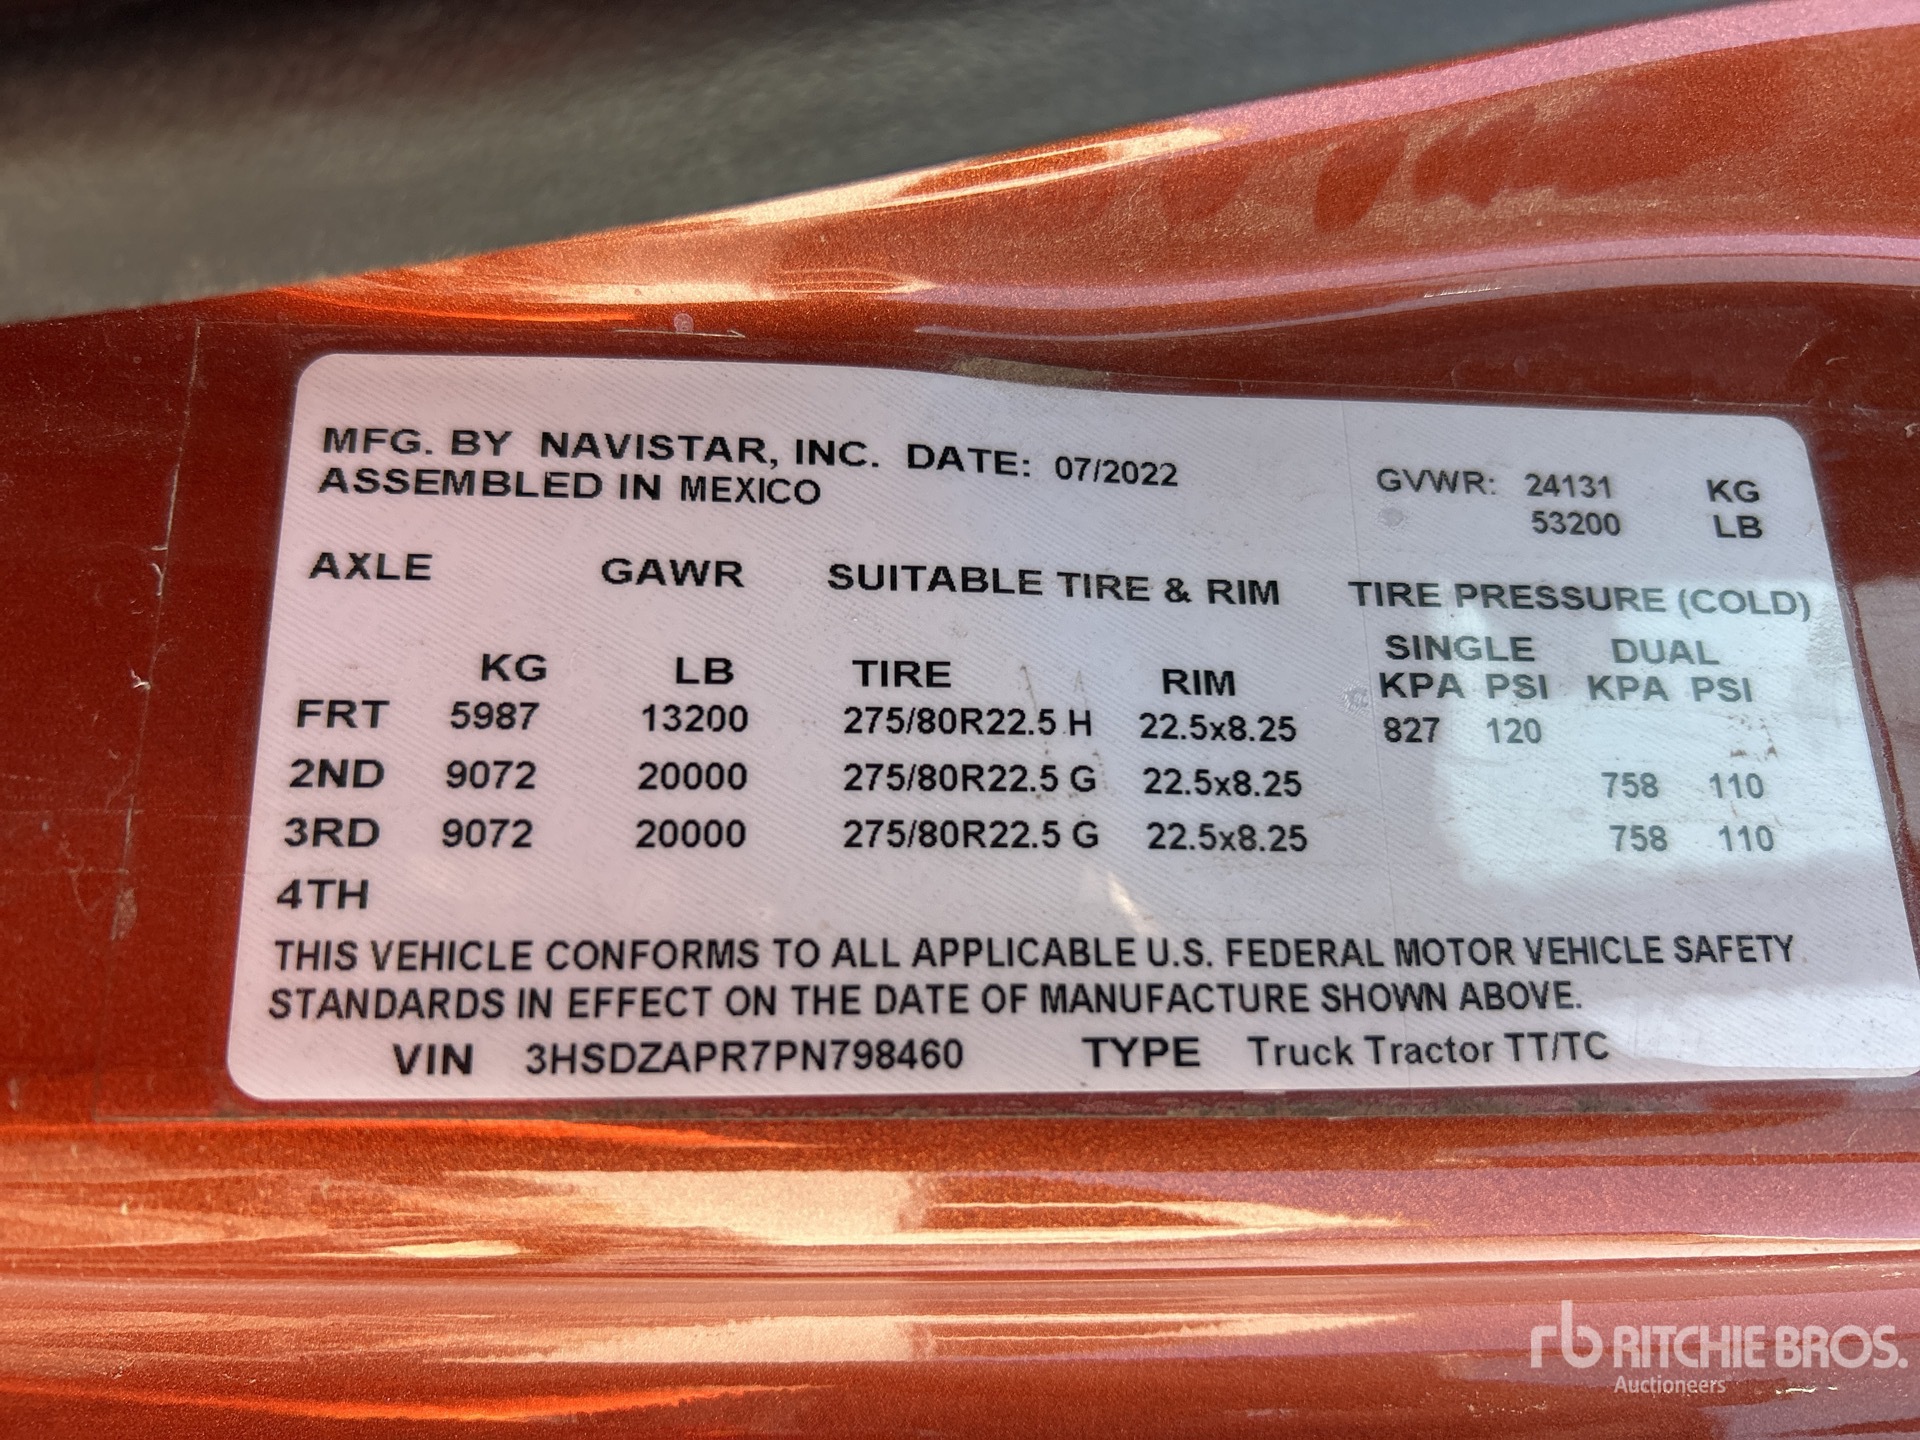 MFG. BY NAVISTAR, INC. DATE: 07/2022
ASSEMBLED IN MEXICO
GVWR: 24131 KG
53200 LB
AXLE GAWR SUITABLE TIRE & RIM TIRE PRESSURE (COLD)
SINGLE DUAL
KG LB TIRE RIM KPA PSI KPA PSI
FRT 5987 13200 275/80R22.5 H 22.5x8.25 827 120
2ND 9072 20000 275/80R22.5 G 22.5x8.25 758 110
3RD 9072 20000 275/80R22.5 G 22.5x8.25 758 110
4TH
THIS VEHICLE CONFORMS TO ALL APPLICABLE U.S. FEDERAL MOTOR VEHICLE SAFETY
STANDARDS IN EFFECT ON THE DATE OF MANUFACTURE SHOWN ABOVE.
VIN 3HSDZAPR7PN798460 TYPE Truck Tractor TT/TC
rb RITCHIE BROS.
Auctioneers